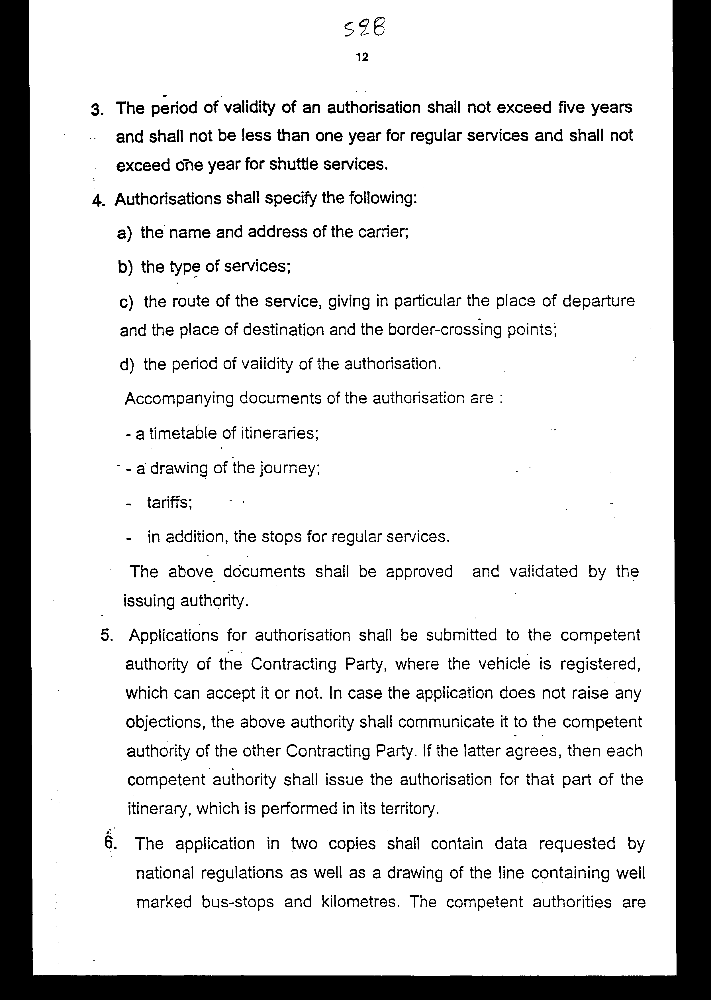 598
12
3. The period of validity of an authorisation shall not exceed five years
and shall not be less than one year for regular services and shall not
exceed one year for shuttle services.
4. Authorisations shall specify the following:
a) the name and address of the carrier;
b) the type of services;
c) the route of the service, giving in particular the place of departure
and the place of destination and the border-crossing points;
d) the period of validity of the authorisation.
Accompanying documents of the authorisation are :
- a timetable of itineraries;
- a drawing of the journey;
- tariffs;
- in addition, the stops for regular services.
The above documents shall be approved and validated by the
issuing authority.
5. Applications for authorisation shall be submitted to the competent
authority of the Contracting Party, where the vehicle is registered,
which can accept it or not. In case the application does not raise any
objections, the above authority shall communicate it to the competent
authority of the other Contracting Party. If the latter agrees, then each
competent authority shall issue the authorisation for that part of the
itinerary, which is performed in its territory.
6. The application in two copies shall contain data requested by
national regulations as well as a drawing of the line containing well
marked bus-stops and kilometres. The competent authorities are